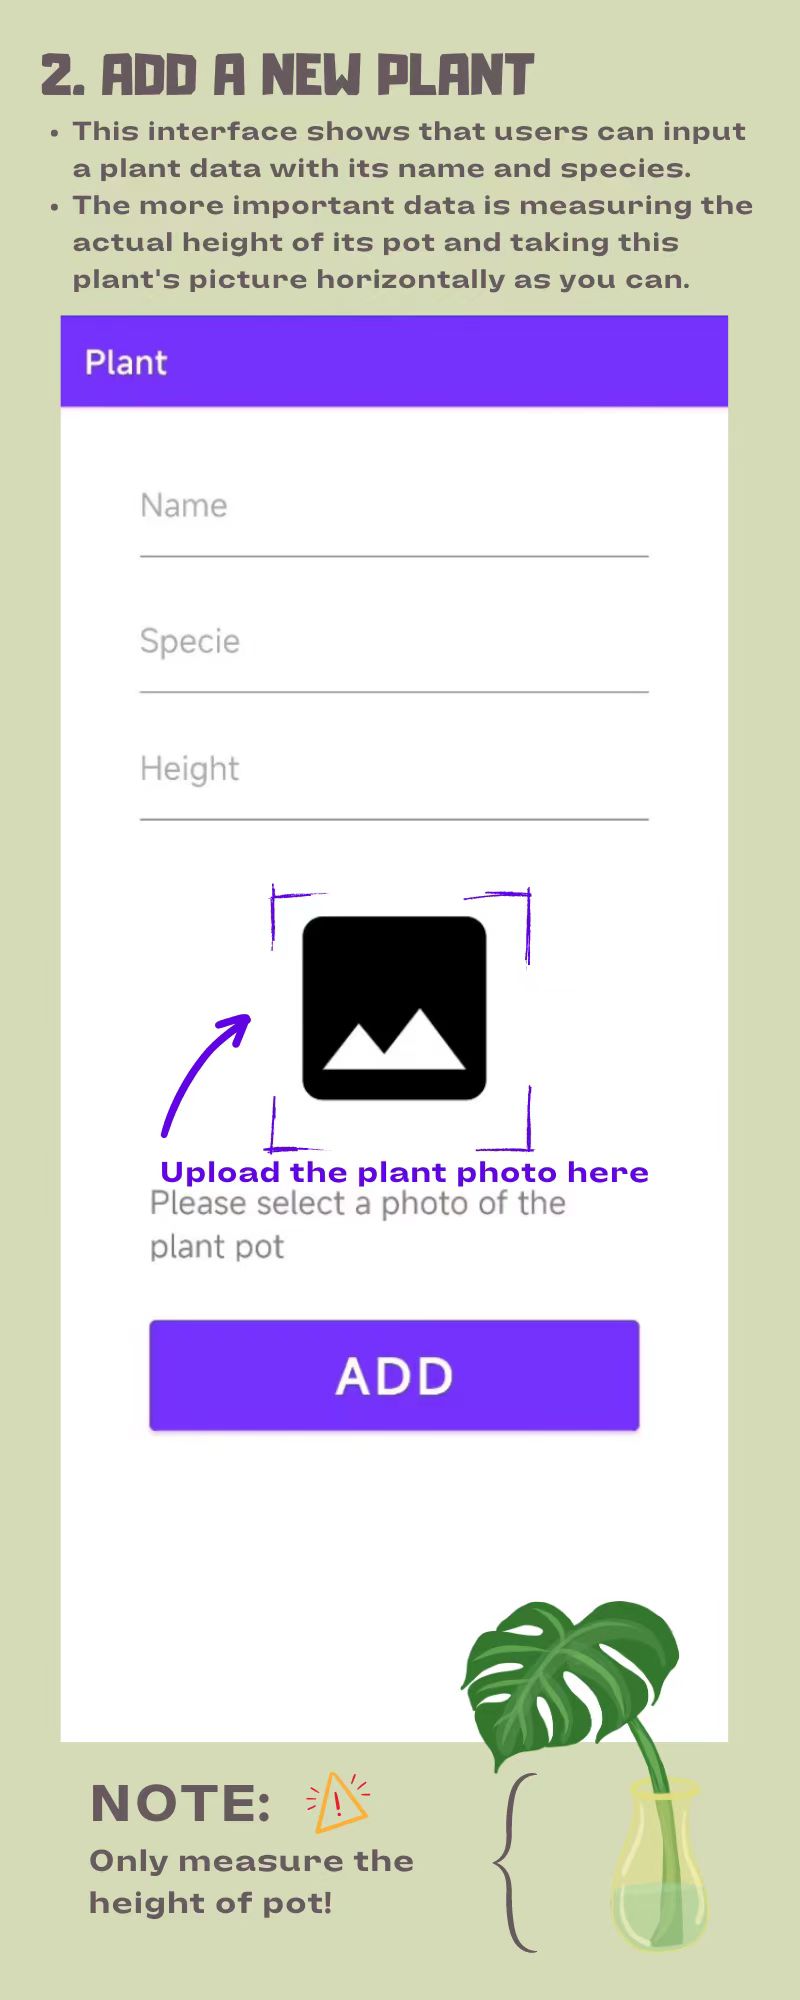 2. ADD A NEW PLANT
• This interface shows that users can input
a plant data with its name and species.
• The more important data is measuring the
actual height of its pot and taking this
plant's picture horizontally as you can.
Plant
Name
Specie
Height
Upload the plant photo here
Please select a photo of the
plant pot
ADD
NOTE:
Only measure the
height of pot!